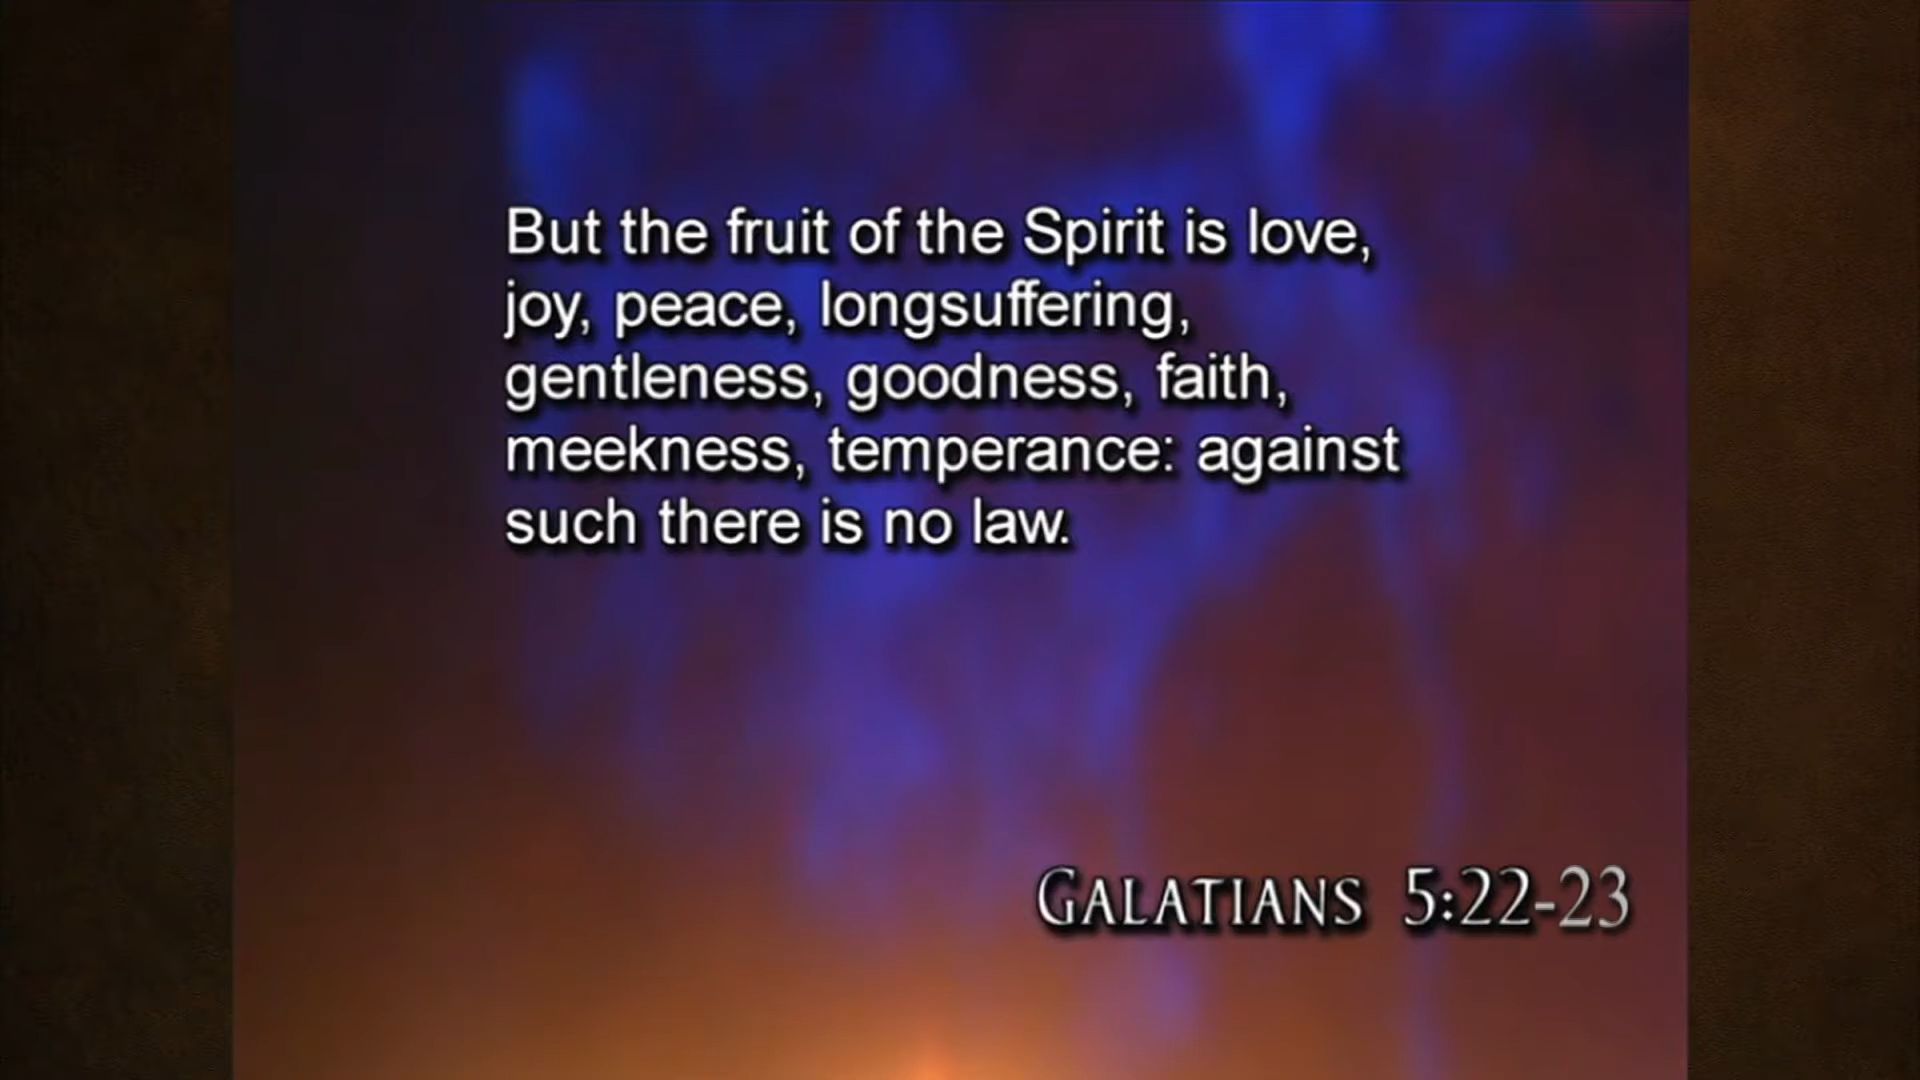 But the fruit of the Spirit is love,
joy, peace, longsuffering,
gentleness, goodness, faith,
meekness, temperance: against
such there is no law.
GALATIANS 5:22-23